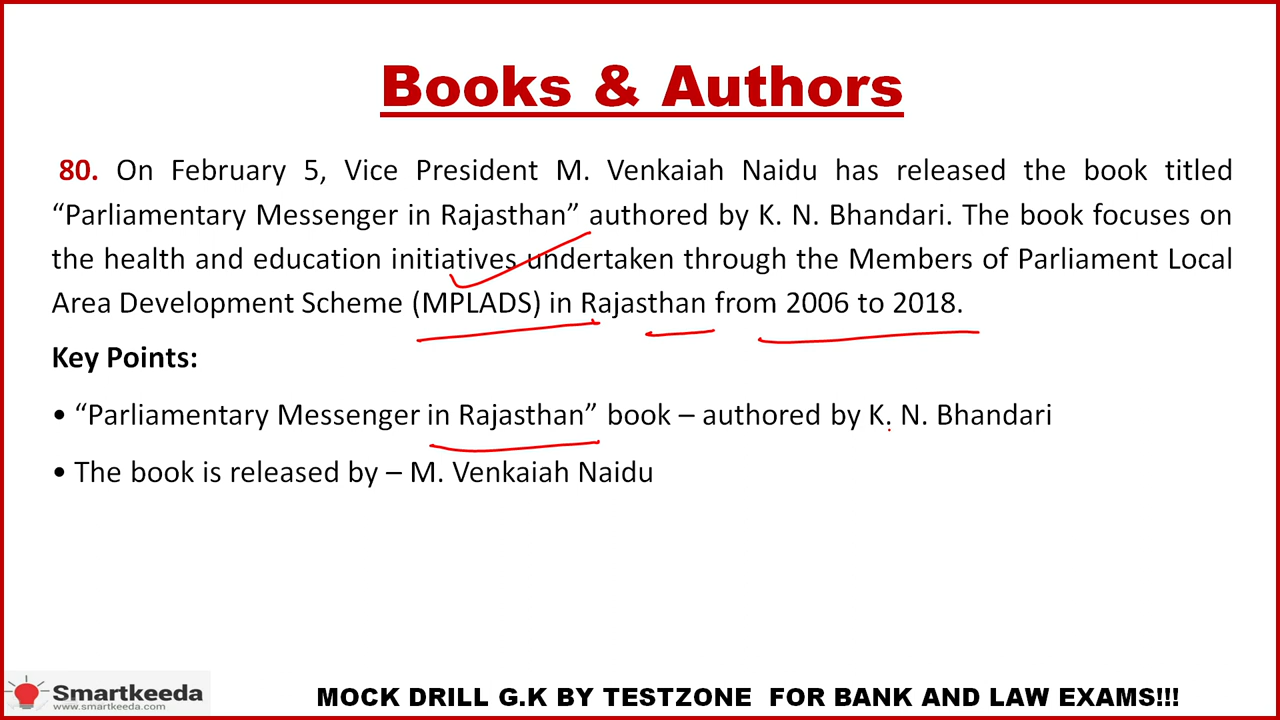 Books & Authors
80. On February 5, Vice President M. Venkaiah Naidu has released the book titled
“Parliamentary Messenger in Rajasthan” authored by K. N. Bhandari. The book focuses on
the health and education initiatives undertaken through the Members of Parliament Local
Area Development Scheme (MPLADS) in Rajasthan from 2006 to 2018.
Key Points:
• “Parliamentary Messenger in Rajasthan” book – authored by K. N. Bhandari
• The book is released by – M. Venkaiah Naidu
Smartkeeda
www.smartkeeda.com
MOCK DRILL G.K BY TESTZONE FOR BANK AND LAW EXAMS!!!